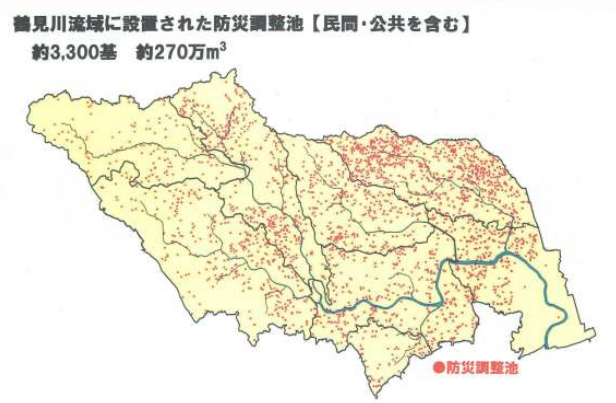 鶴見川流域に設置された防災調整池【民間・公共を含む】
約3,300基 約270万m³
●防災調整池